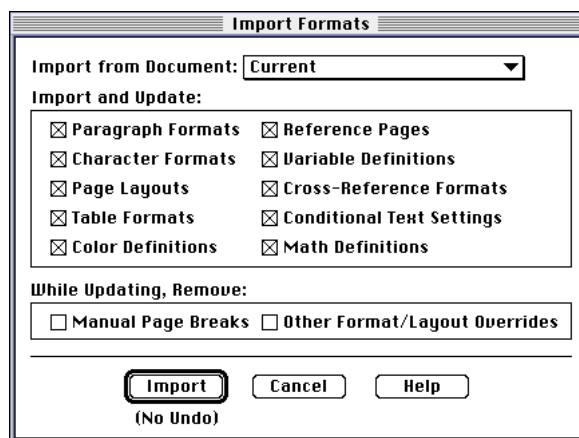 Import Formats
Import from Document: Current
Import and Update:
Paragraph Formats Reference Pages
Character Formats Variable Definitions
Page Layouts Cross-Reference Formats
Table Formats Conditional Text Settings
Color Definitions Math Definitions
While Updating, Remove:
Manual Page Breaks Other Format/Layout Overrides
Import Cancel Help
(No Undo)